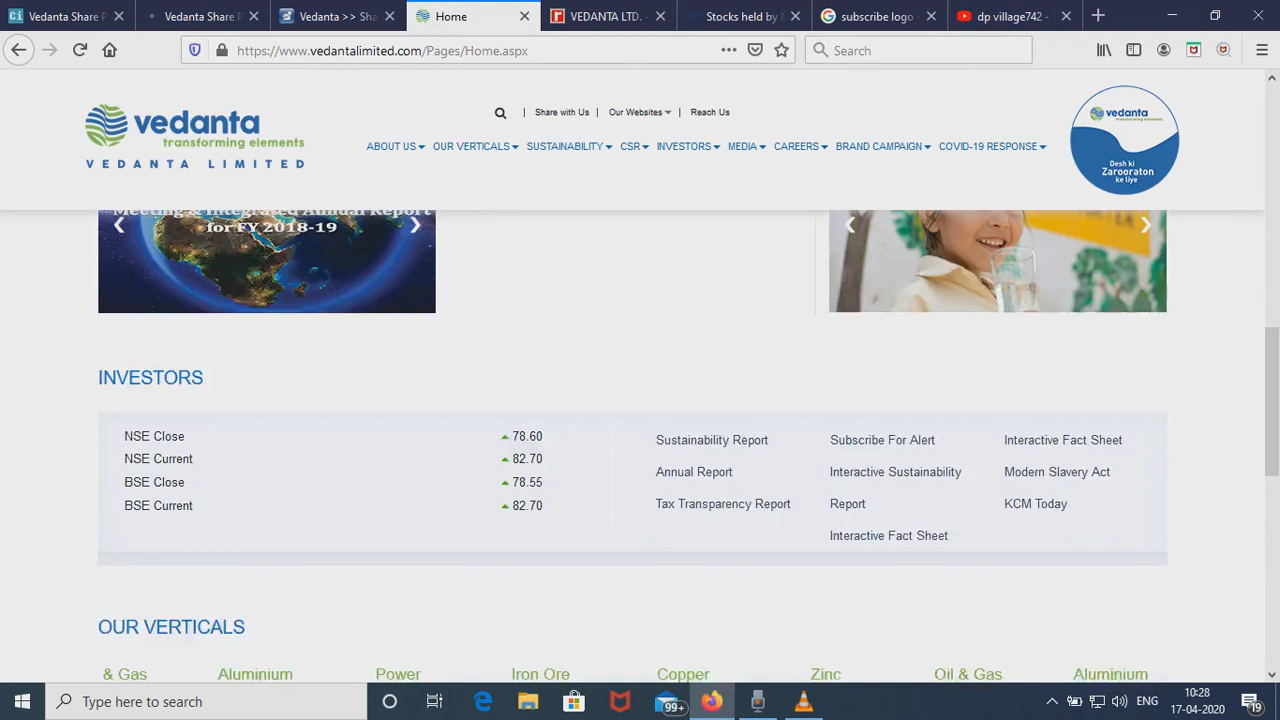 Vedanta Share P
Vedanta Share P
Vedanta >> Sha
Home
VEDANTA LTD. -
Stocks held by M
subscribe logo -
dp village742 -
https://www.vedantalimited.com/Pages/Home.aspx
Search
vedanta
transforming elements
VEDANTA LIMITED
Share with Us | Our Websites | Reach Us
ABOUT US OUR VERTICALS SUSTAINABILITY CSR INVESTORS MEDIA CAREERS BRAND CAMPAIGN COVID-19 RESPONSE
vedanta
transforming elements
Desh ki
Zarooraton
ke liye
Meeting & Integrated Annual Report
for FY 2018-19
INVESTORS
NSE Close 78.60
NSE Current 82.70
BSE Close 78.55
BSE Current 82.70
Sustainability Report
Annual Report
Tax Transparency Report
Subscribe For Alert
Interactive Sustainability
Report
Interactive Fact Sheet
Interactive Fact Sheet
Modern Slavery Act
KCM Today
OUR VERTICALS
& Gas Aluminium Power Iron Ore Copper Zinc Oil & Gas Aluminium
Type here to search
99+
ENG
10:28
17-04-2020
19